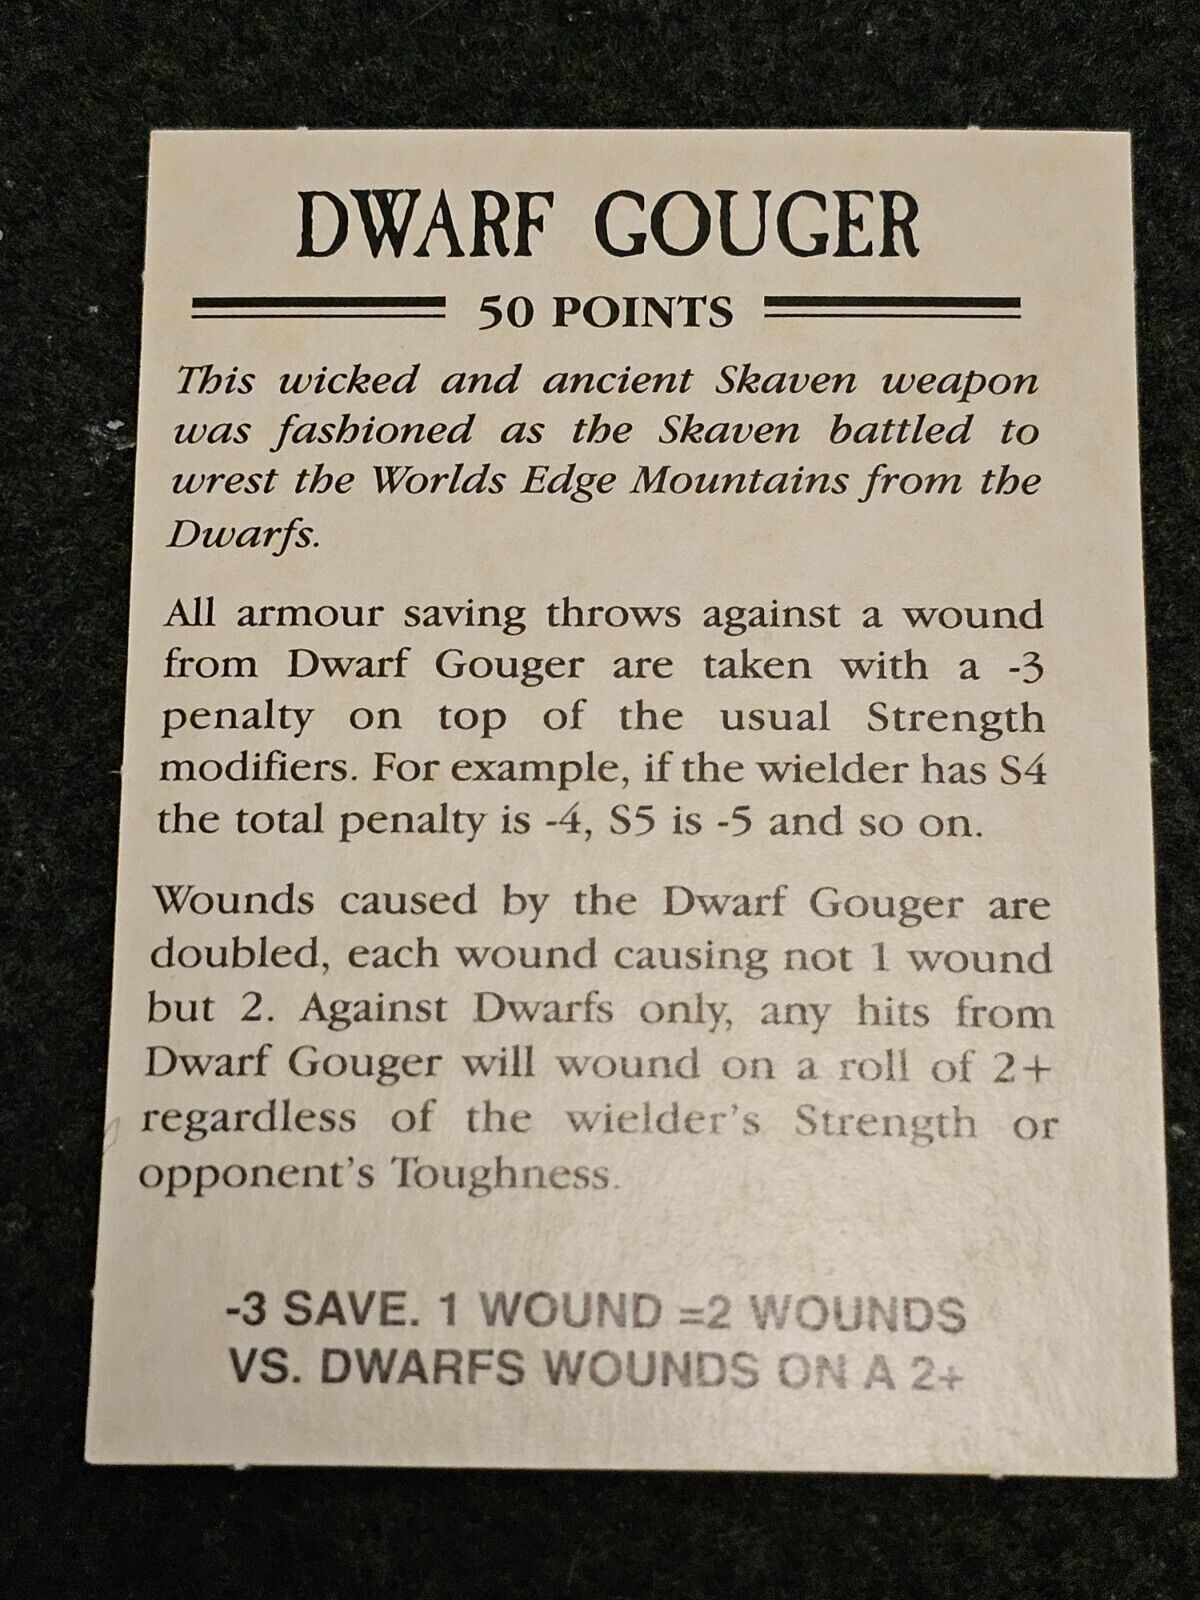 DWARF GOUGER
50 POINTS
This wicked and ancient Skaven weapon
was fashioned as the Skaven battled to
wrest the Worlds Edge Mountains from the
Dwarfs.
All armour saving throws against a wound
from Dwarf Gouger are taken with a -3
penalty on top of the usual Strength
modifiers. For example, if the wielder has S4
the total penalty is -4, S5 is -5 and so on.
Wounds caused by the Dwarf Gouger are
doubled, each wound causing not 1 wound
but 2. Against Dwarfs only, any hits from
Dwarf Gouger will wound on a roll of 2+
regardless of the wielder's Strength or
opponent's Toughness.
-3 SAVE. 1 WOUND =2 WOUNDS
VS. DWARFS WOUNDS ON A 2+